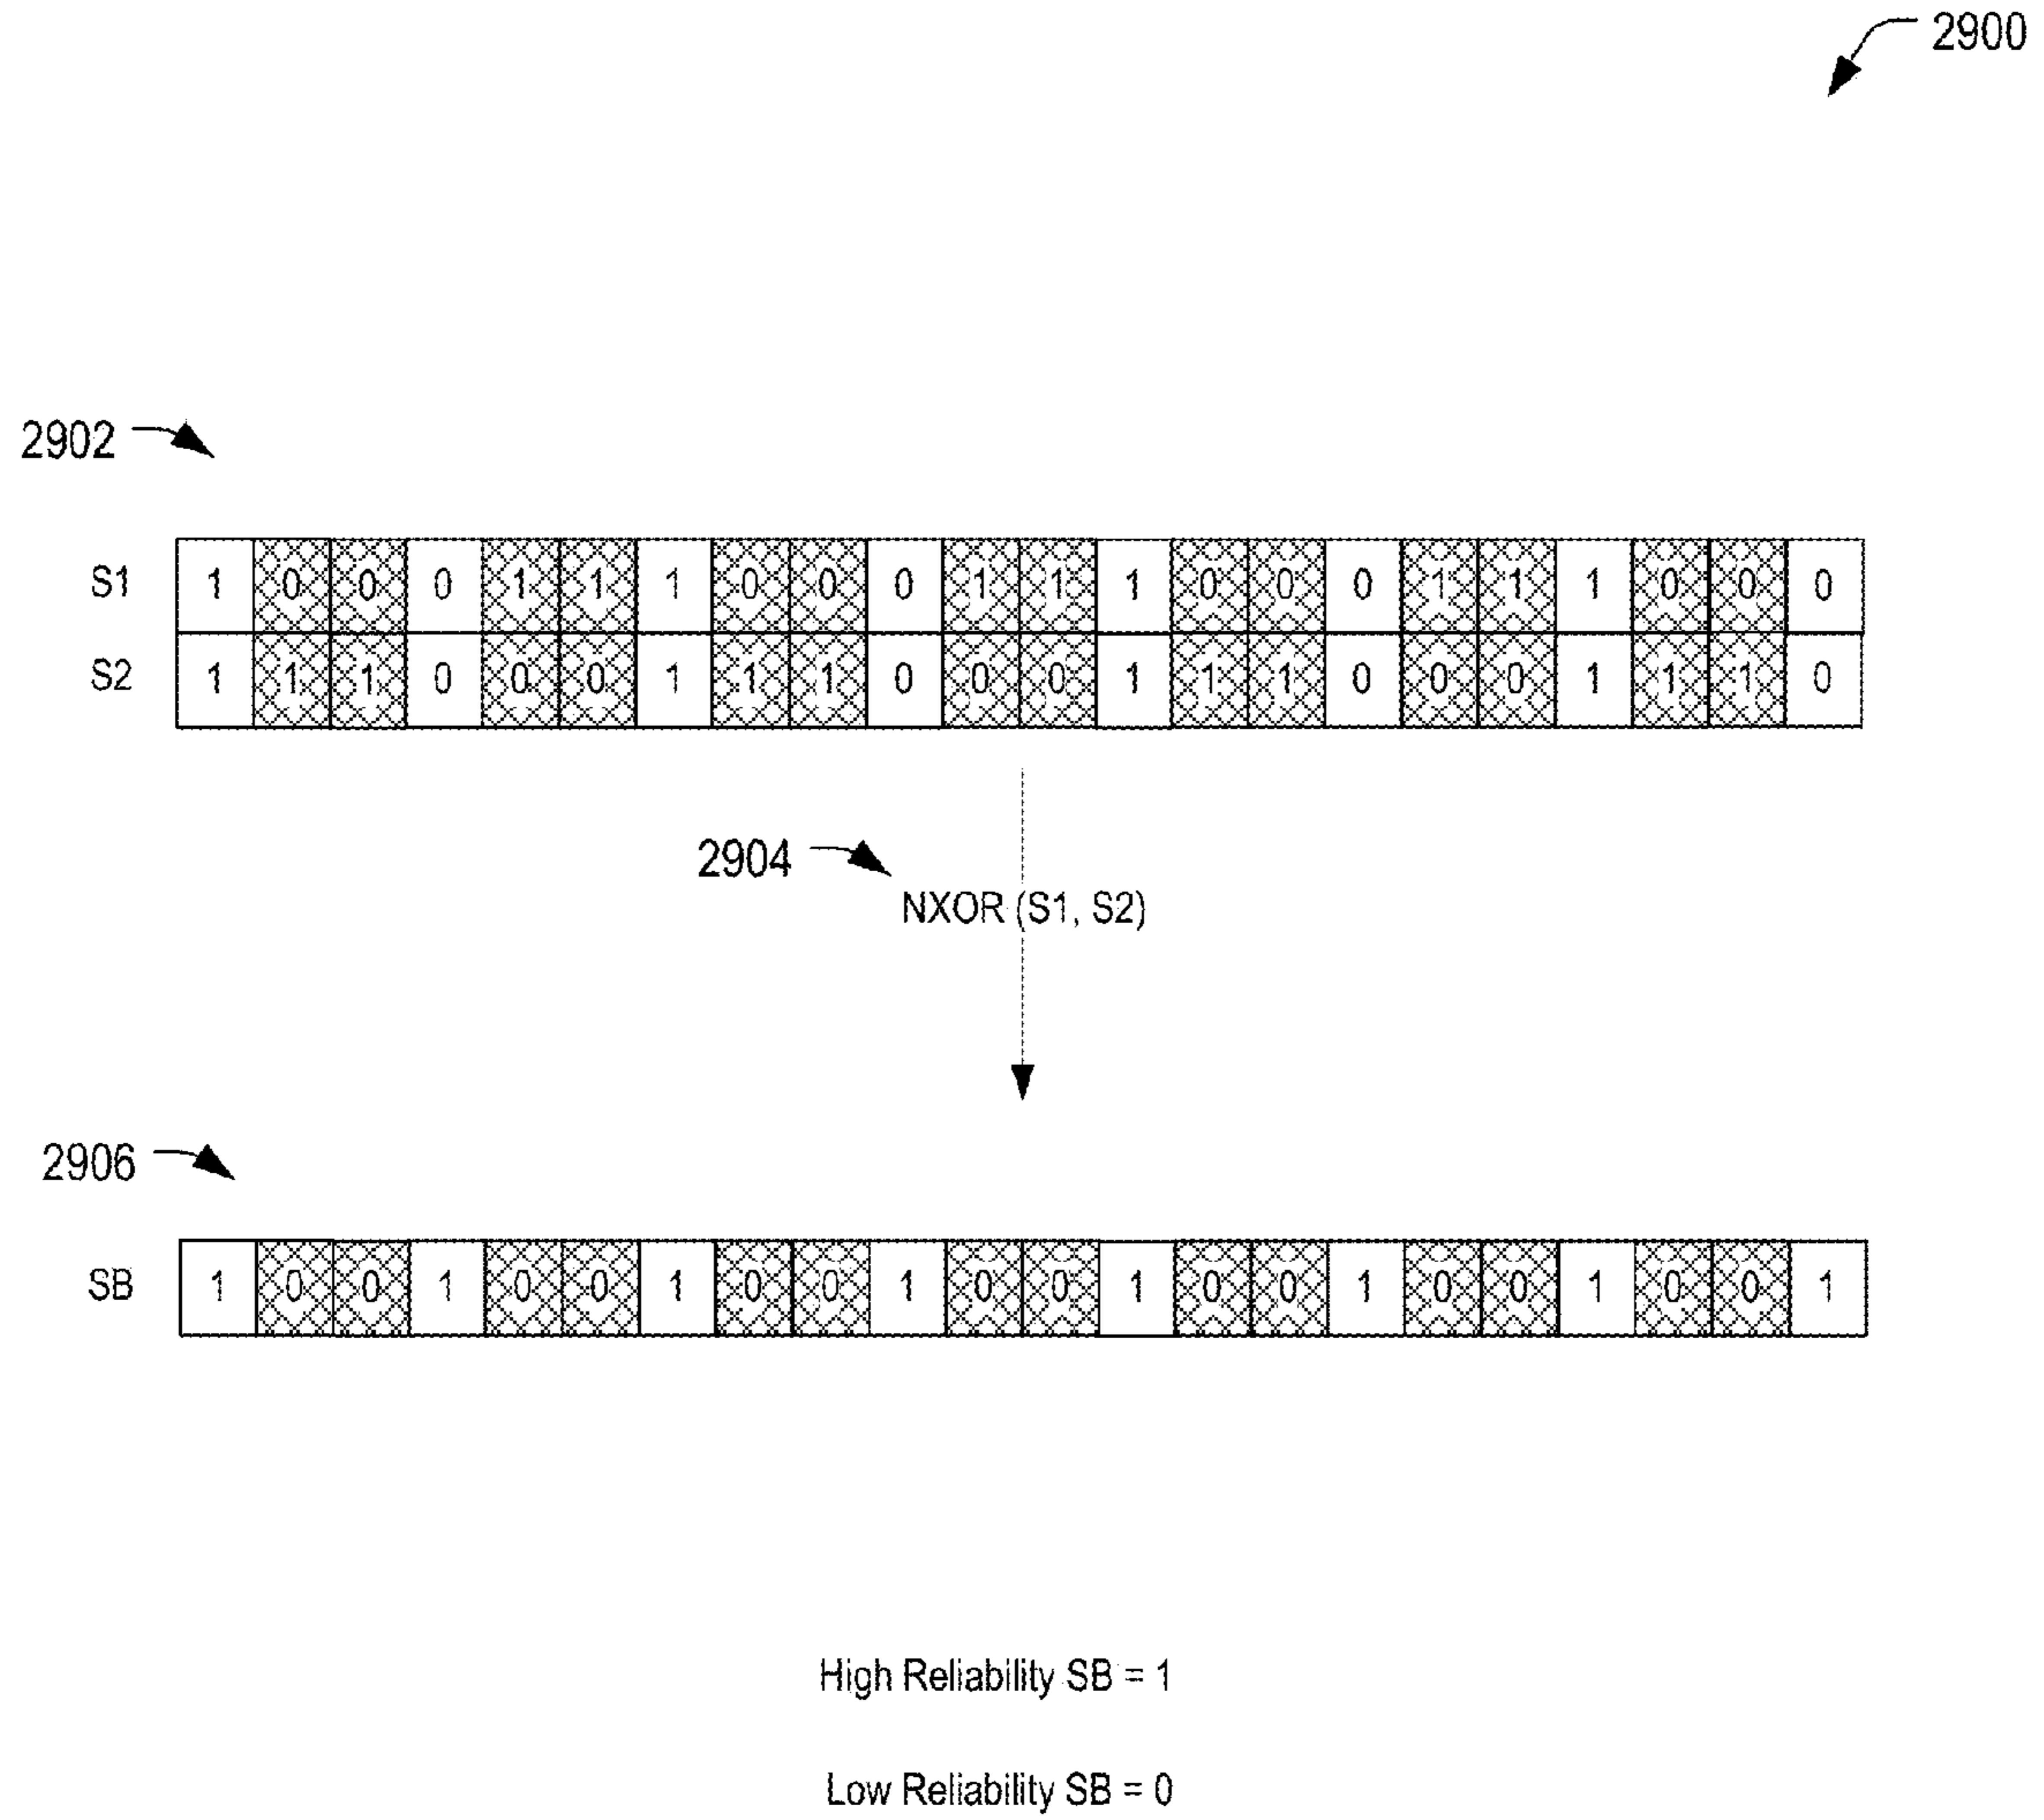 2900
2902
S1 1 0 0 0 1 1 1 0 0 0 1 1 1 0 0 0 1 1 1 0 0 0
S2 1 1 1 0 0 0 1 1 1 0 0 0 1 1 1 0 0 0 1 1 1 0
2904
NXOR (S1, S2)
2906
SB 1 0 0 1 0 0 1 0 0 1 0 0 1 0 0 1 0 0 1 0 0 1
High Reliability SB = 1
Low Reliability SB = 0